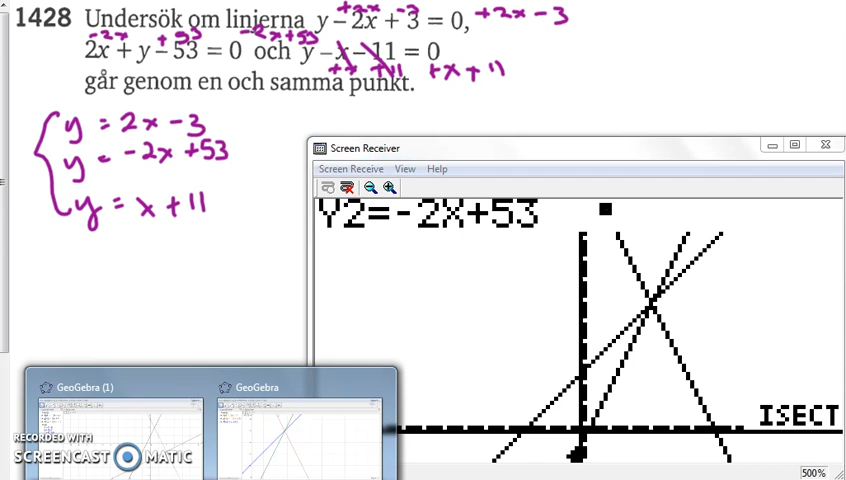 +2x -3
1428 Undersök om linjerna y − 2x + 3 = 0, +2x − 3
-2x +53 -2x+53
2x + y − 53 = 0 och y − x − 11 = 0
+x +11 +x + 11
går genom en och samma punkt.
y = 2x − 3
y = −2x +53
y = x + 11
Screen Receiver
Screen Receive View Help
Y2=-2X+53
ISECT
GeoGebra (1)
GeoGebra
RECORDED WITH
SCREENCAST MATIC
500%